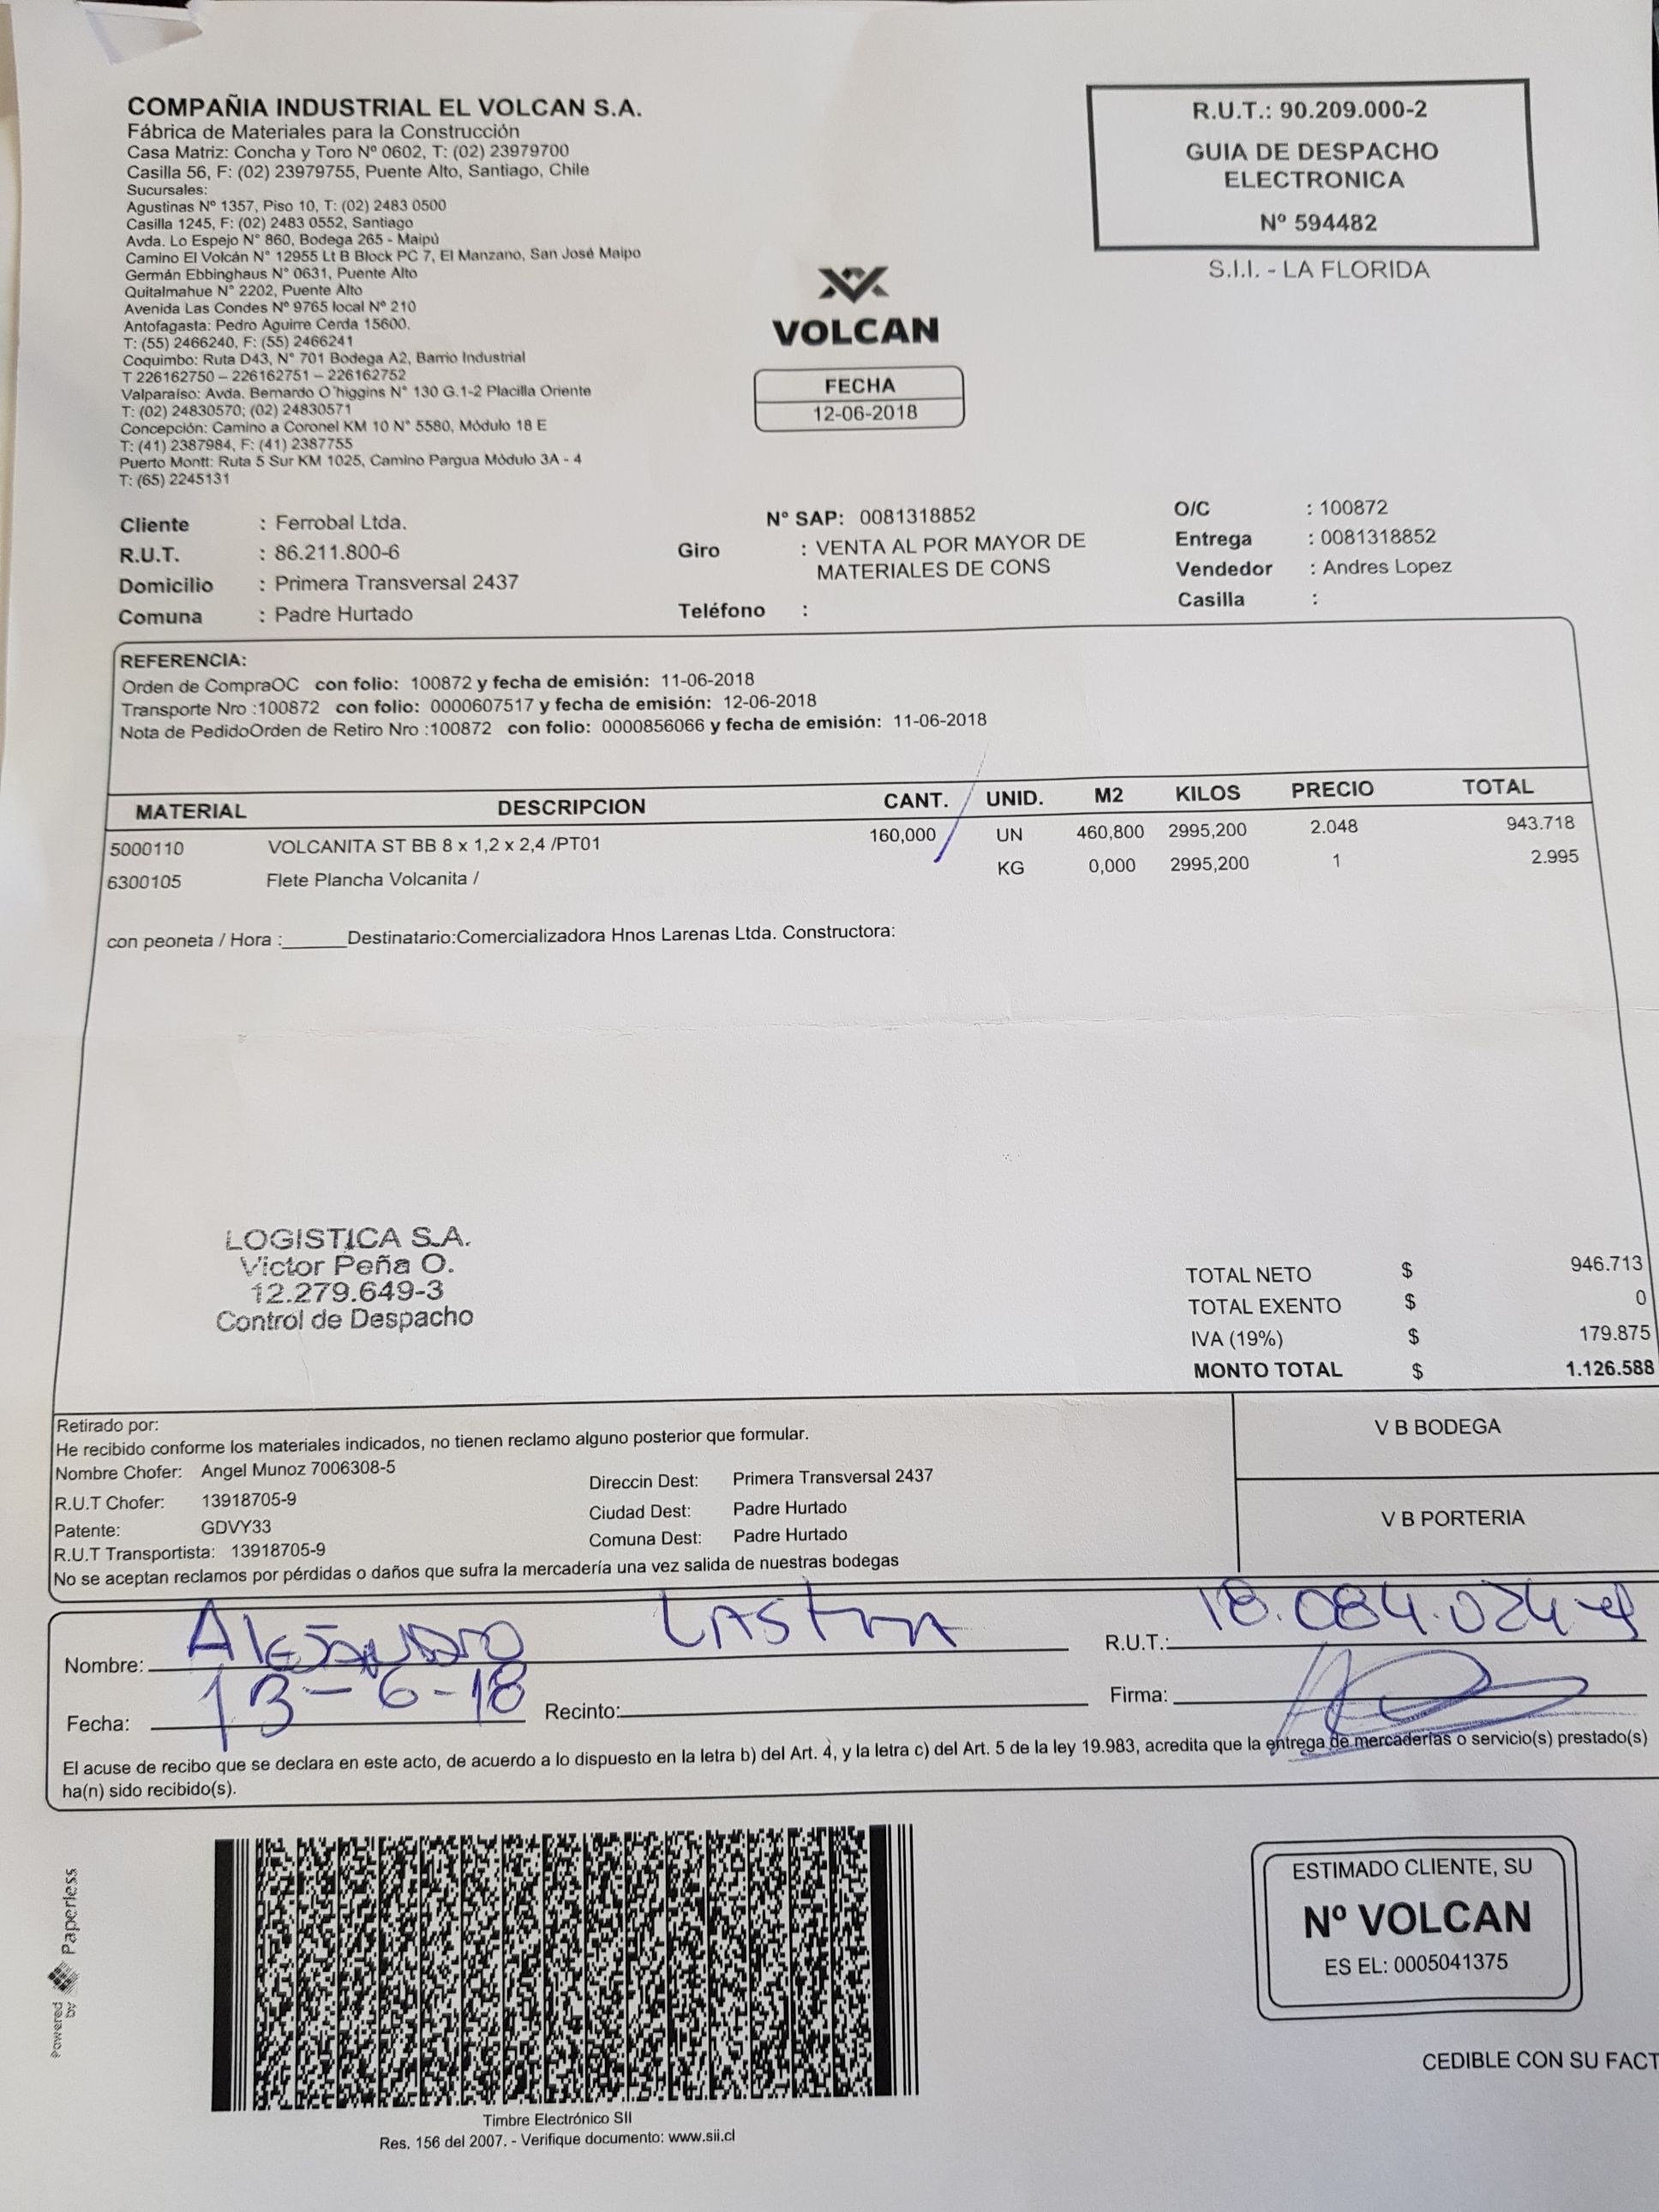 COMPAÑIA INDUSTRIAL EL VOLCAN S.A.
Fábrica de Materiales para la Construcción
Casa Matriz: Concha y Toro Nº 0602, T: (02) 23979700
Casilla 56, F: (02) 23979755, Puente Alto, Santiago, Chile
Sucursales:
Agustinas Nº 1357, Piso 10, T: (02) 2483 0500
Casilla 1245, F: (02) 2483 0552, Santiago
Avda. Lo Espejo N° 860, Bodega 265 - Maipú
Camino El Volcán N° 12955 Lt B Block PC 7, El Manzano, San José Maipo
Germán Ebbinghaus N° 0631, Puente Alto
Quitalmahue N° 2202, Puente Alto
Avenida Las Condes Nº 9765 local Nº 210
Antofagasta: Pedro Aguirre Cerda 15600.
T: (55) 2466240, F: (55) 2466241
Coquimbo: Ruta D43, N° 701 Bodega A2, Barrio Industrial
T 226162750 – 226162751 – 226162752
Valparaíso: Avda. Bernardo O'higgins N° 130 G.1-2 Placilla Oriente
T: (02) 24830570; (02) 24830571
Concepción: Camino a Coronel KM 10 N° 5580, Módulo 18 E
T: (41) 2387984, F: (41) 2387755
Puerto Montt: Ruta 5 Sur KM 1025, Camino Pargua Módulo 3A - 4
T: (65) 2245131
VOLCAN
FECHA
12-06-2018
R.U.T.: 90.209.000-2
GUIA DE DESPACHO
ELECTRONICA
Nº 594482
S.I.I. - LA FLORIDA
Cliente : Ferrobal Ltda.
R.U.T. : 86.211.800-6
Domicilio : Primera Transversal 2437
Comuna : Padre Hurtado
N° SAP: 0081318852
Giro : VENTA AL POR MAYOR DE
MATERIALES DE CONS
Teléfono :
O/C : 100872
Entrega : 0081318852
Vendedor : Andres Lopez
Casilla :
REFERENCIA:
Orden de CompraOC con folio: 100872 y fecha de emisión: 11-06-2018
Transporte Nro :100872 con folio: 0000607517 y fecha de emisión: 12-06-2018
Nota de PedidoOrden de Retiro Nro :100872 con folio: 0000856066 y fecha de emisión: 11-06-2018
MATERIAL DESCRIPCION CANT. UNID. M2 KILOS PRECIO TOTAL
5000110 VOLCANITA ST BB 8 x 1,2 x 2,4 /PT01 160,000 UN 460,800 2995,200 2.048 943.718
6300105 Flete Plancha Volcanita / KG 0,000 2995,200 1 2.995
con peoneta / Hora :______Destinatario:Comercializadora Hnos Larenas Ltda. Constructora:
LOGISTICA S.A.
Victor Peña O.
12.279.649-3
Control de Despacho
TOTAL NETO $ 946.713
TOTAL EXENTO $ 0
IVA (19%) $ 179.875
MONTO TOTAL $ 1.126.588
Retirado por:
He recibido conforme los materiales indicados, no tienen reclamo alguno posterior que formular.
Nombre Chofer: Angel Munoz 7006308-5
R.U.T Chofer: 13918705-9
Patente: GDVY33
R.U.T Transportista: 13918705-9
Direccin Dest: Primera Transversal 2437
Ciudad Dest: Padre Hurtado
Comuna Dest: Padre Hurtado
No se aceptan reclamos por pérdidas o daños que sufra la mercadería una vez salida de nuestras bodegas
V B BODEGA
V B PORTERIA
Nombre: Alejandro Lastra R.U.T.: 18.084.024-
Fecha: 13-6-18 Recinto: Firma:
El acuse de recibo que se declara en este acto, de acuerdo a lo dispuesto en la letra b) del Art. 4, y la letra c) del Art. 5 de la ley 19.983, acredita que la entrega de mercaderías o servicio(s) prestado(s)
ha(n) sido recibido(s).
Powered by Paperless
Timbre Electrónico SII
Res. 156 del 2007. - Verifique documento: www.sii.cl
ESTIMADO CLIENTE, SU
Nº VOLCAN
ES EL: 0005041375
CEDIBLE CON SU FACT